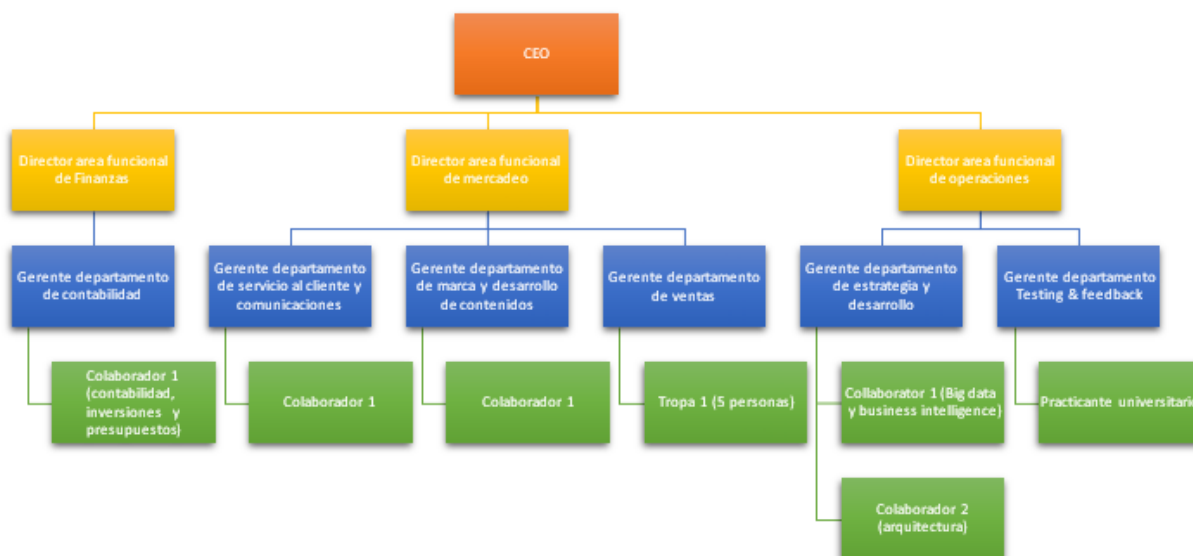 CEO
Director area funcional
de Finanzas
Director area funcional
de mercadeo
Director area funcional
de operaciones
Gerente departamento
de contabilidad
Gerente departamento
de servicio al cliente y
comunicaciones
Gerente departamento
de marca y desarrollo
de contenidos
Gerente departamento
de ventas
Gerente departamento
de estrategia y
desarrollo
Gerente departamento
Testing & feedback
Colaborador 1
(contabilidad,
inversiones y
presupuestos)
Colaborador 1
Colaborador 1
Tropa 1 (5 personas)
Collaborator 1 (Big data
y business intelligence)
Practicante universitario
Colaborador 2
(arquitectura)